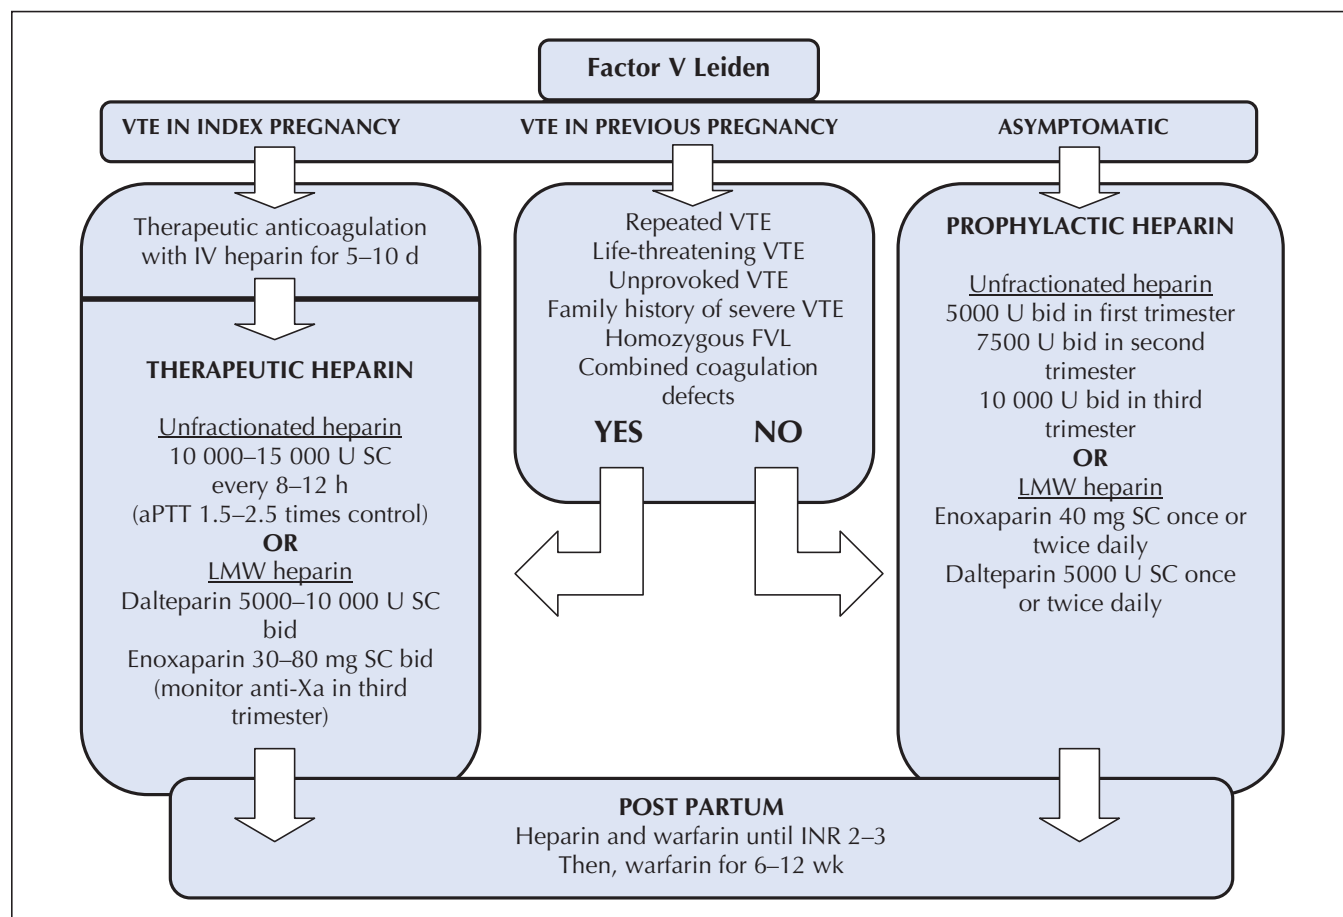 Factor V Leiden
VTE IN INDEX PREGNANCY
VTE IN PREVIOUS PREGNANCY
ASYMPTOMATIC
Therapeutic anticoagulation
with IV heparin for 5–10 d
THERAPEUTIC HEPARIN
Unfractionated heparin
10 000–15 000 U SC
every 8–12 h
(aPTT 1.5–2.5 times control)
OR
LMW heparin
Dalteparin 5000–10 000 U SC
bid
Enoxaparin 30–80 mg SC bid
(monitor anti-Xa in third
trimester)
Repeated VTE
Life-threatening VTE
Unprovoked VTE
Family history of severe VTE
Homozygous FVL
Combined coagulation
defects
YES NO
PROPHYLACTIC HEPARIN
Unfractionated heparin
5000 U bid in first trimester
7500 U bid in second
trimester
10 000 U bid in third
trimester
OR
LMW heparin
Enoxaparin 40 mg SC once or
twice daily
Dalteparin 5000 U SC once
or twice daily
POST PARTUM
Heparin and warfarin until INR 2–3
Then, warfarin for 6–12 wk